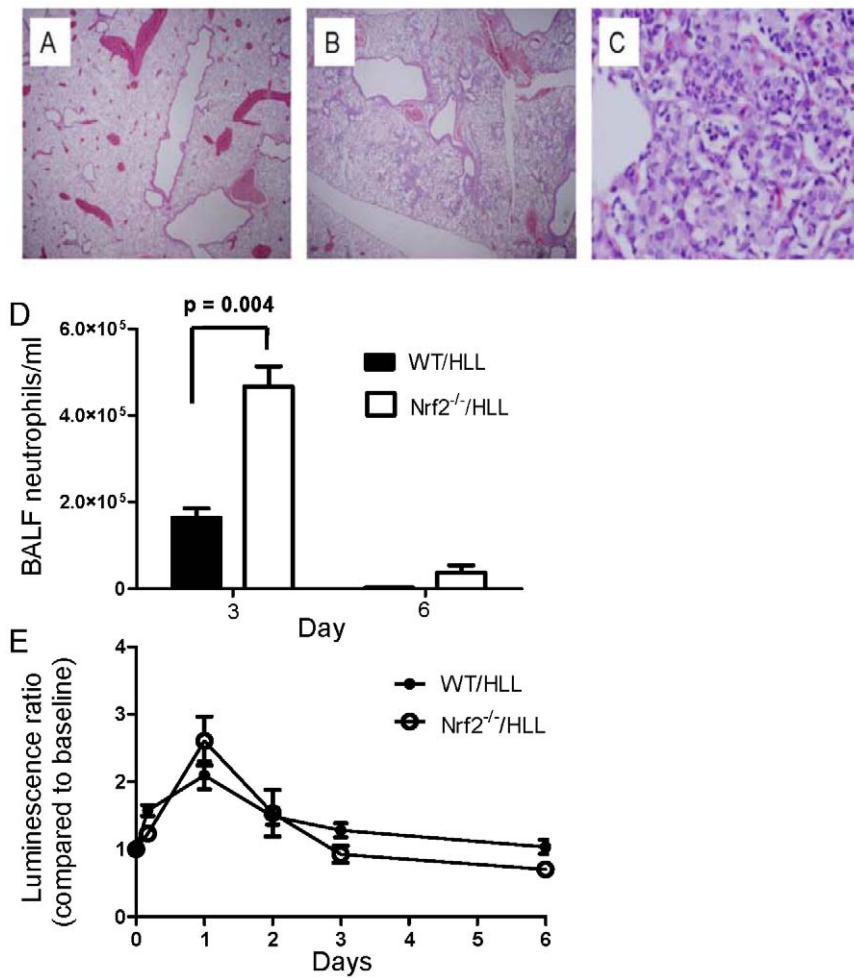 A
B
C
D
p = 0.004
6.0×10⁵
4.0×10⁵
2.0×10⁵
0
BALF neutrophils/ml
WT/HLL
Nrf2⁻/⁻/HLL
3
6
Day
E
4
3
2
1
0
Luminescence ratio
(compared to baseline)
WT/HLL
Nrf2⁻/⁻/HLL
0 1 2 3 4 5 6
Days